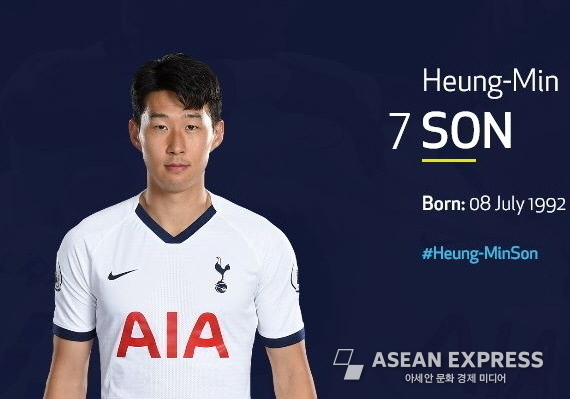 Heung-Min
7 SON
Born: 08 July 1992
#Heung-MinSon
AIA
ASEAN EXPRESS
아세안 문화 경제 미디어